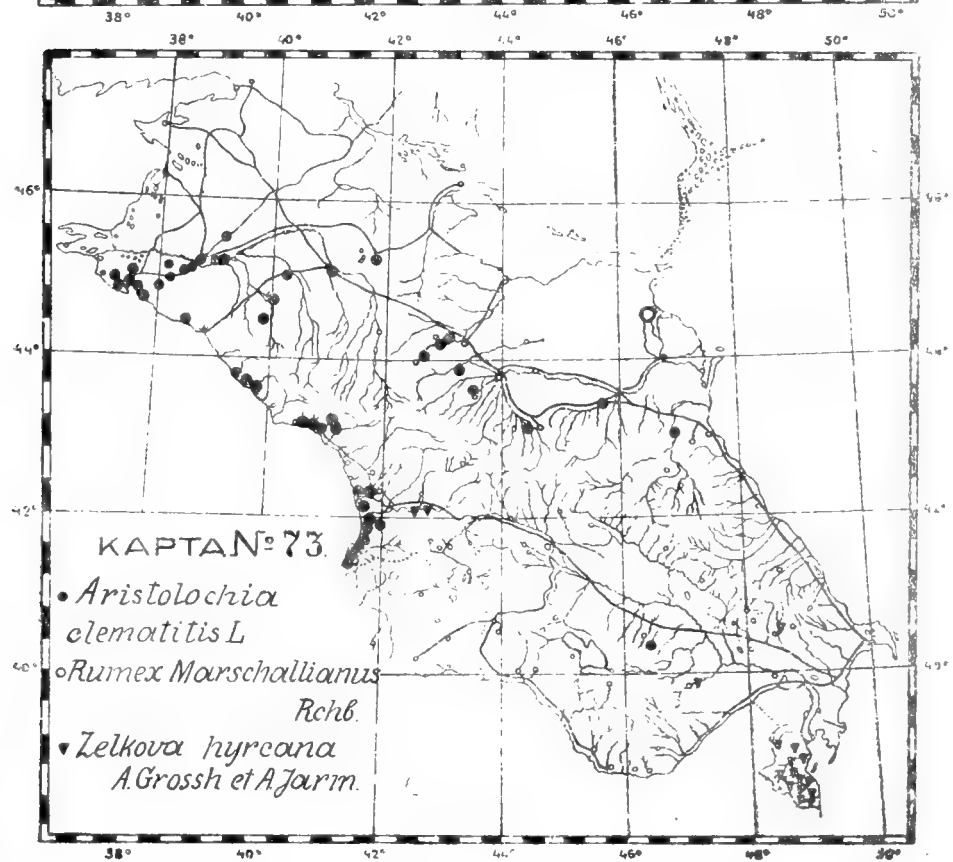 38° 40° 42° 44° 46° 48° 50°
38° 40° 42° 44° 46° 48° 50°
46° 46°
44°
42°
КАРТА № 73.
• Aristolochia
clematitis L
○ Rumex Marschallianus
Rchb.
▼ Zelkova hyrcana
A.Grossh et A.Jarm.
40° 40°
38° 40° 42° 44° 46° 48° 50°